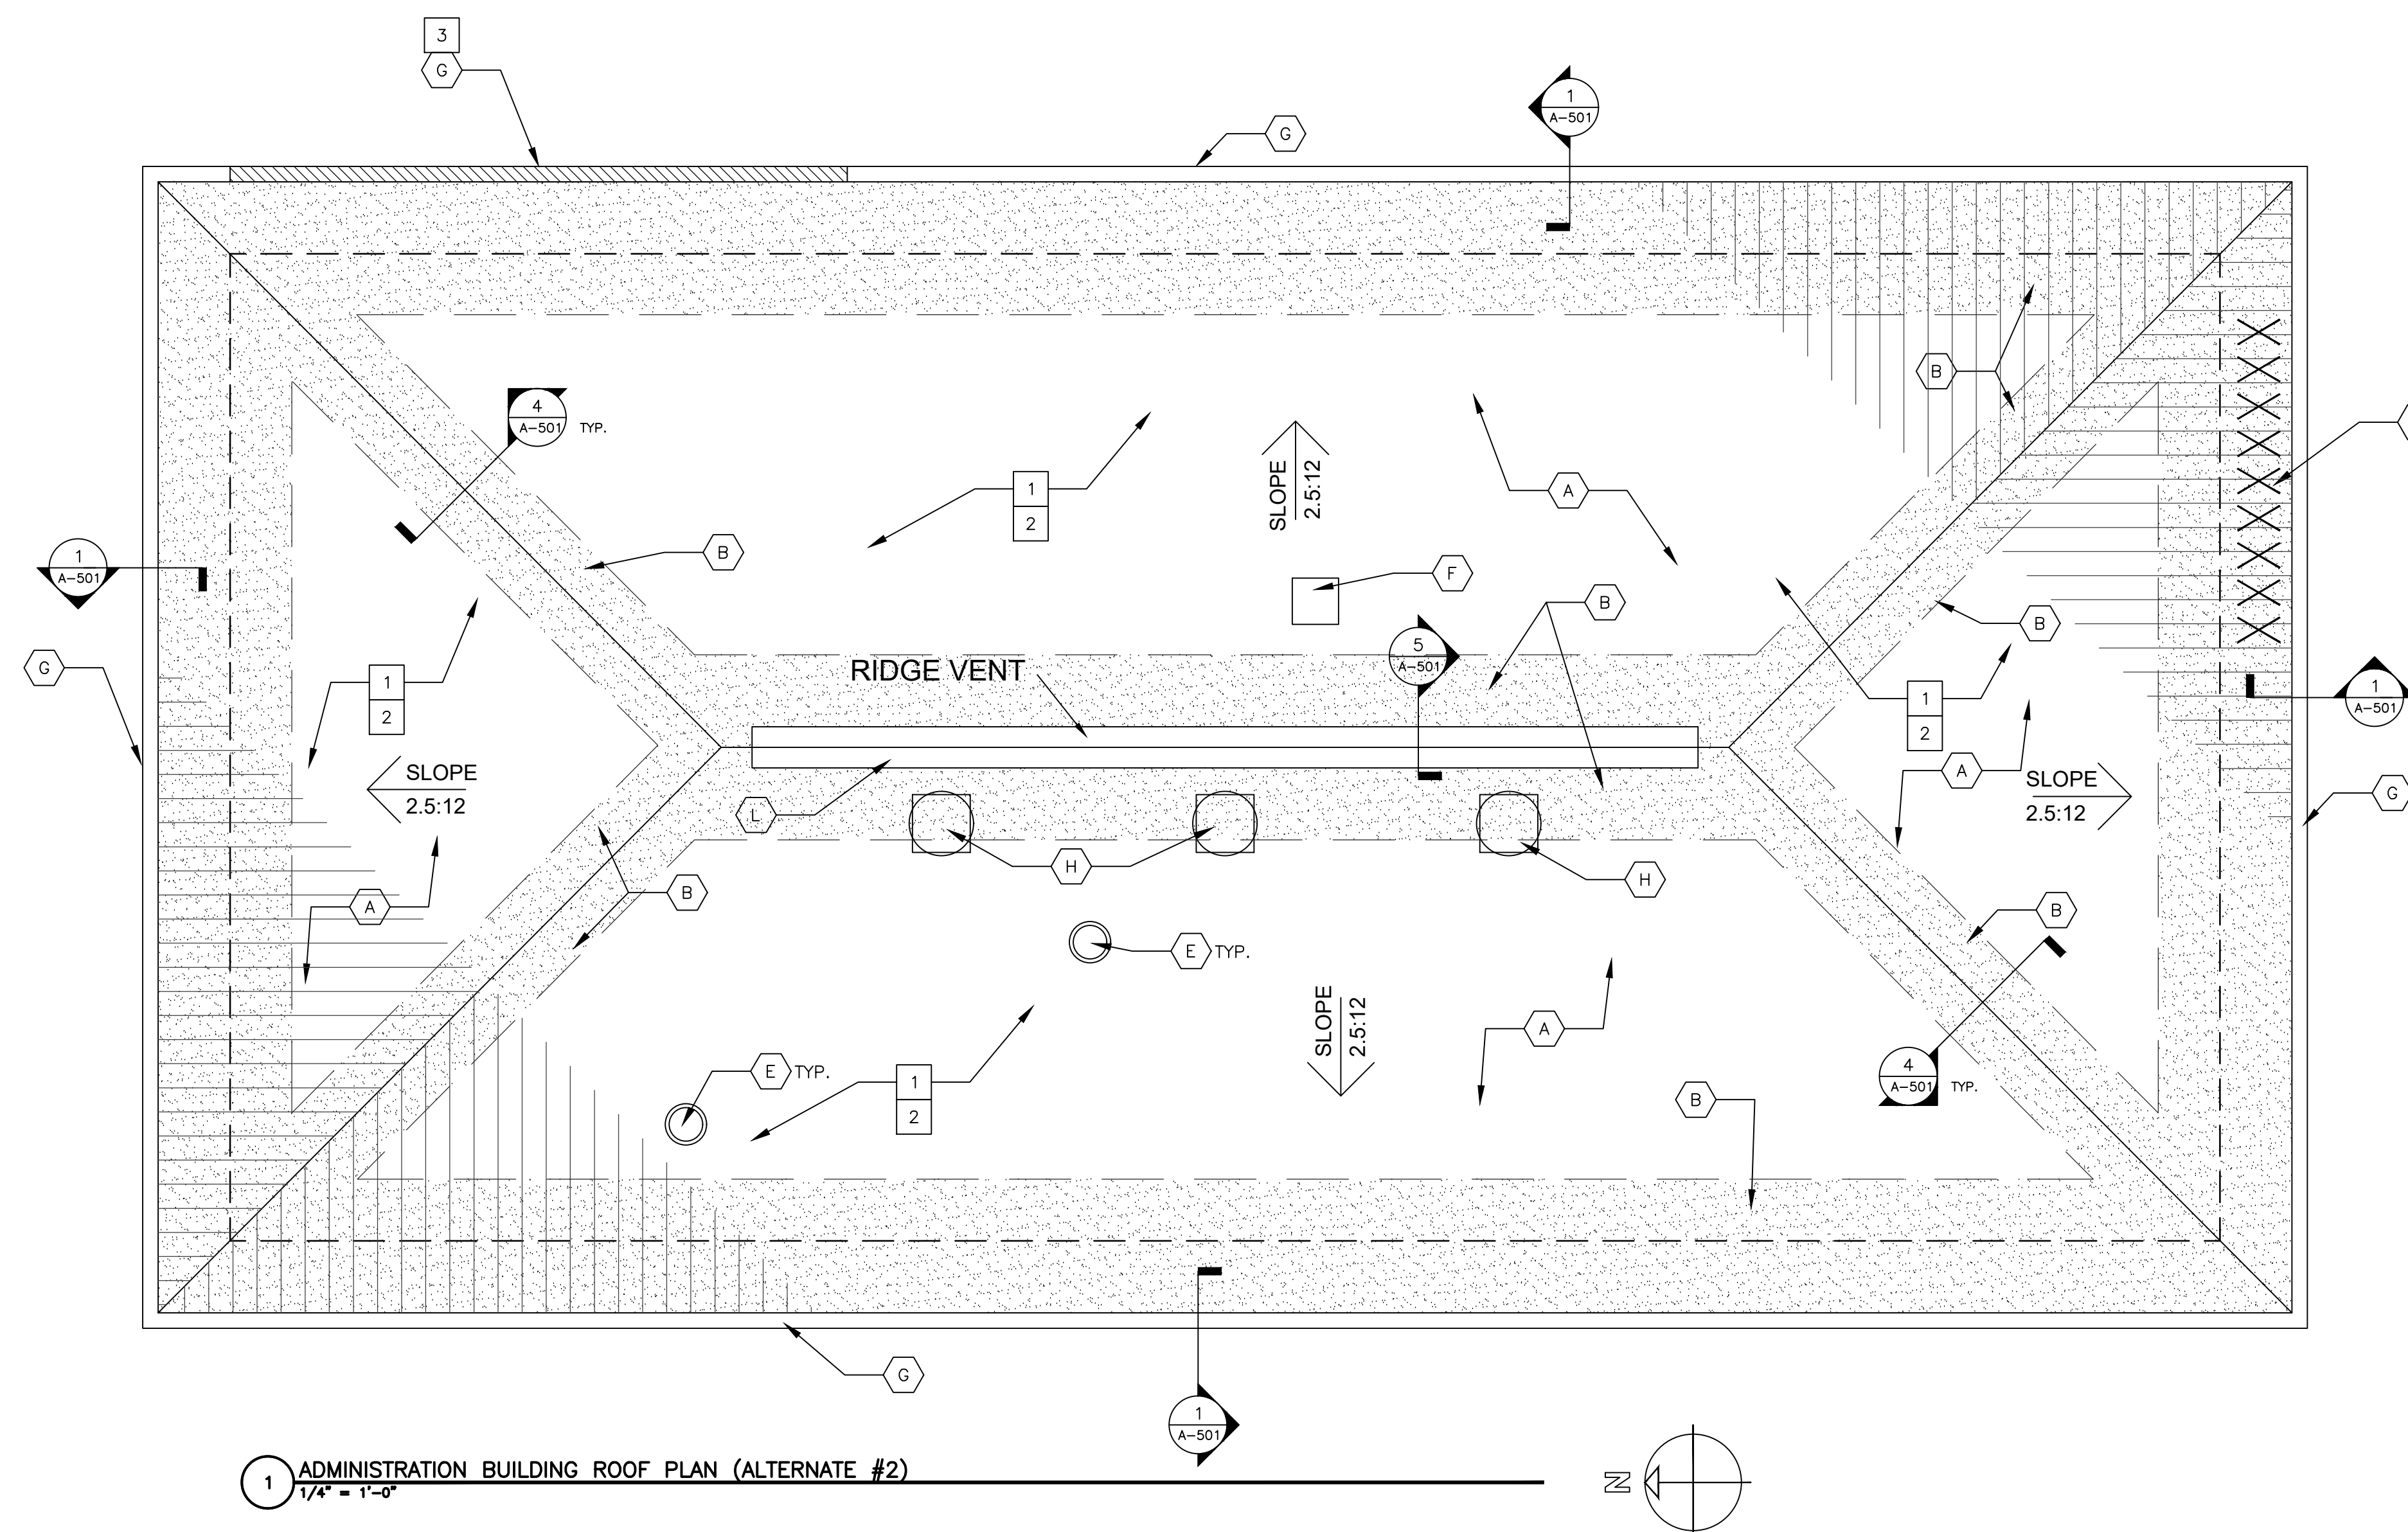 3
G
1
A-501
G
4
A-501 TYP.
B
1
2
SLOPE
2.5:12
A
B
1
A-501
B
F
B
B
G
1
2
5
A-501
RIDGE VENT
1
2
1
A-501
SLOPE
2.5:12
A
SLOPE
2.5:12
G
L
H
H
A
B
B
E TYP.
SLOPE
2.5:12
A
E TYP.
1
2
B
4
A-501 TYP.
G
1
A-501
1 ADMINISTRATION BUILDING ROOF PLAN (ALTERNATE #2)
1/4" = 1'-0"
N